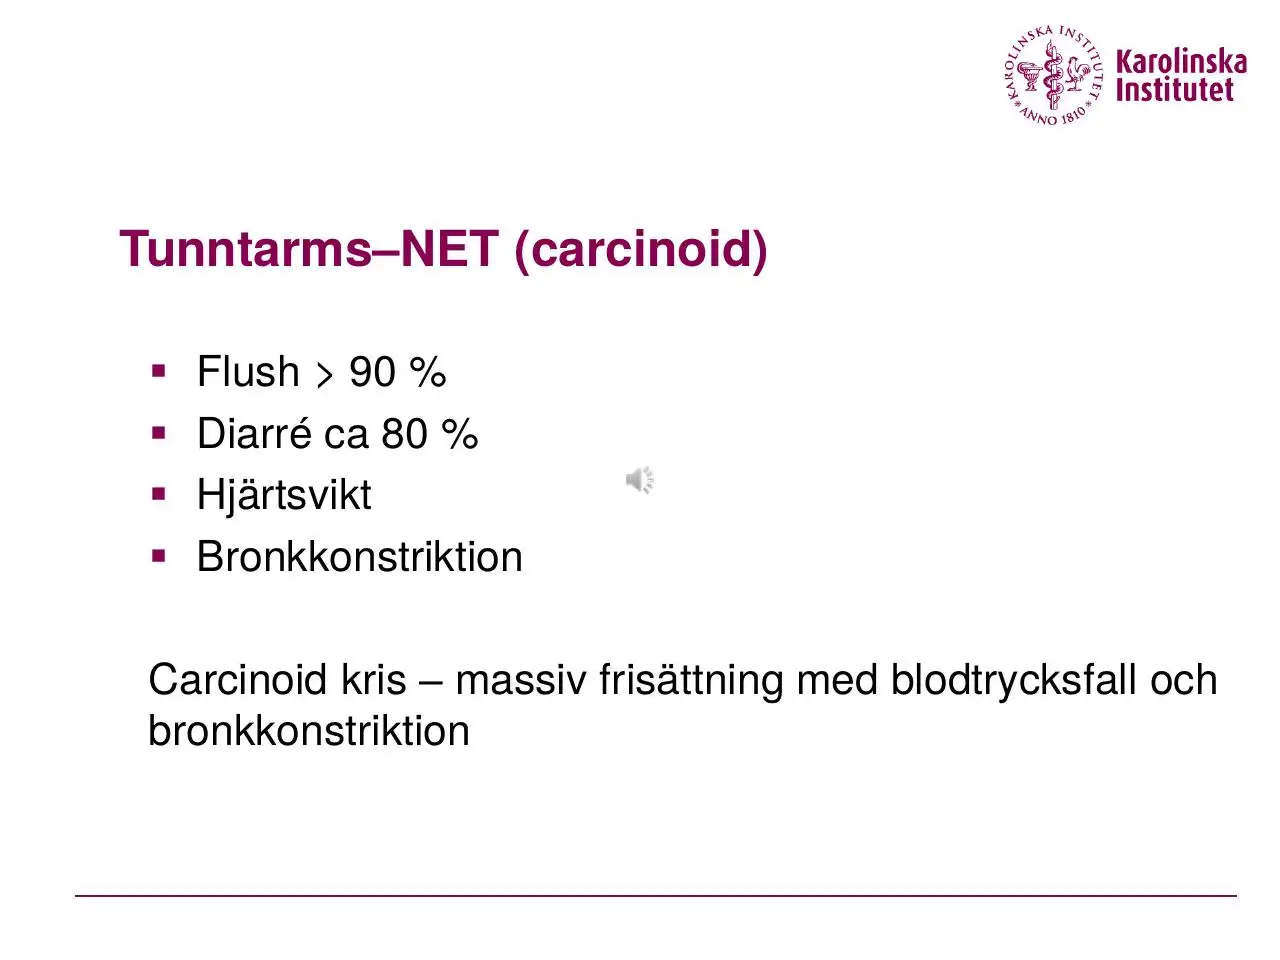 KAROLINSKA INSTITUTET
ANNO 1810
Karolinska
Institutet
Tunntarms–NET (carcinoid)
Flush > 90 %
Diarré ca 80 %
Hjärtsvikt
Bronkkonstriktion
Carcinoid kris – massiv frisättning med blodtrycksfall och
bronkkonstriktion